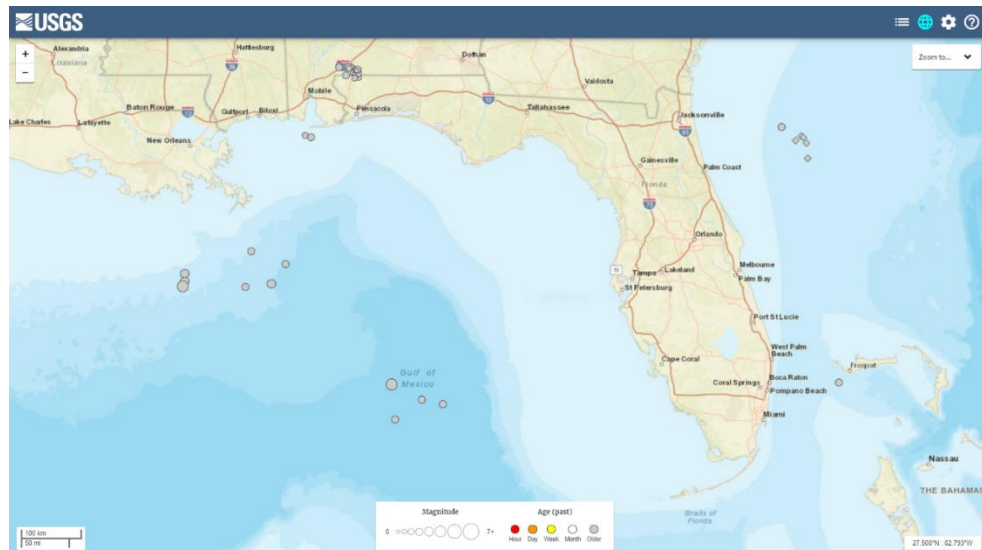 USGS
+
−
Zoom to...
Alexandria
Louisiana
Hattiesburg
Dothan
Valdosta
Mobile
Pensacola
Baton Rouge
Gulfport Biloxi
Tallahassee
Lake Charles
Lafayette
New Orleans
Jacksonville
Gainesville
Palm Coast
Florida
Orlando
Tampa
Lakeland
Melbourne
Palm Bay
St Petersburg
Port St Lucie
West Palm
Beach
Cape Coral
Boca Raton
Coral Springs
Pompano Beach
Freeport
Miami
Gulf of
Mexico
Nassau
THE BAHAMAS
Straits of
Florida
Magnitude
0 7+
Age (past)
Hour Day Week Month Older
100 km
50 mi
27.508°N : 82.793°W